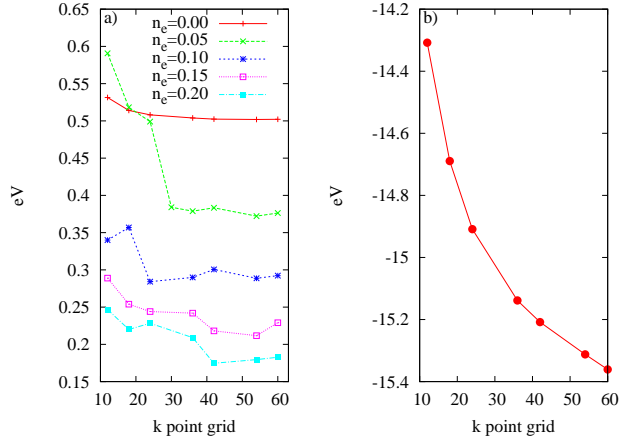 a)
n_e=0.00
n_e=0.05
n_e=0.10
n_e=0.15
n_e=0.20
0.65
0.6
0.55
0.5
0.45
0.4
0.35
0.3
0.25
0.2
0.15
eV
10 20 30 40 50 60
k point grid
b)
-14.2
-14.4
-14.6
-14.8
-15
-15.2
-15.4
eV
10 20 30 40 50 60
k point grid